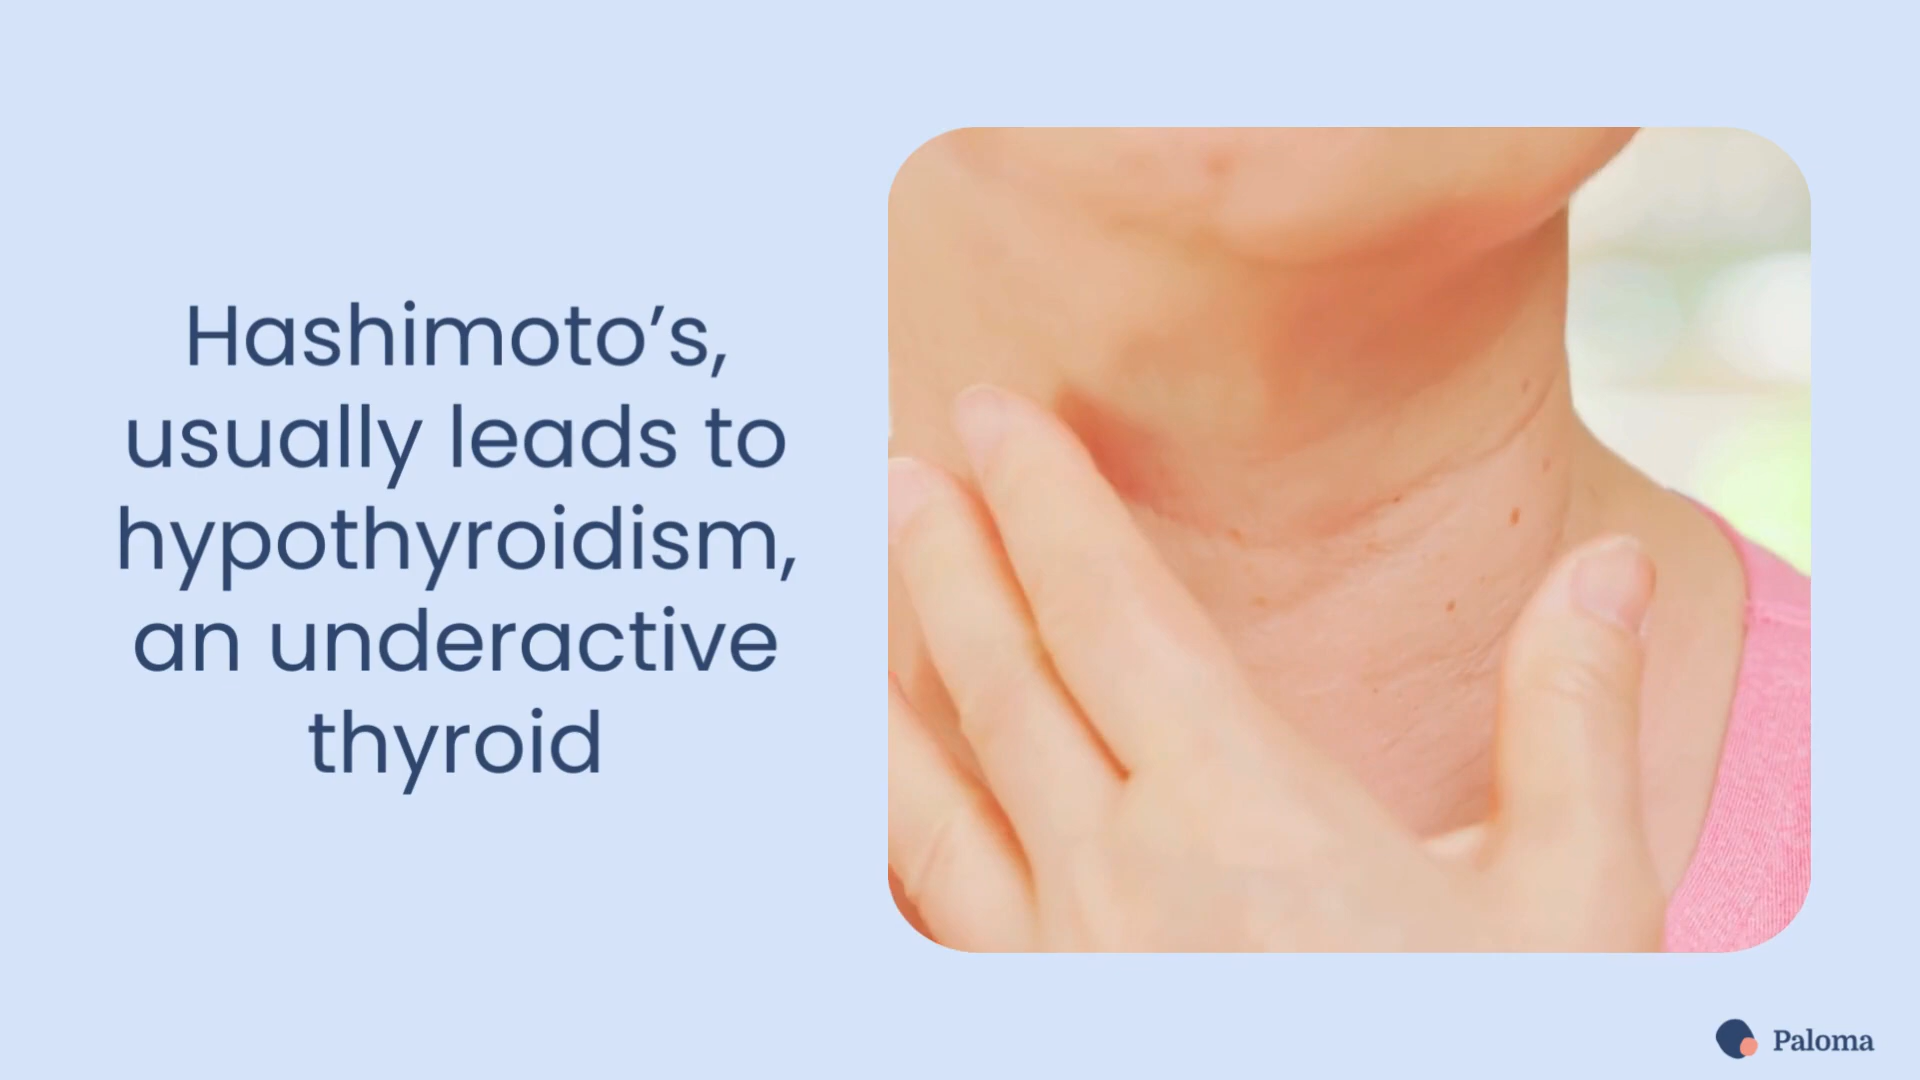 Hashimoto’s,
usually leads to
hypothyroidism,
an underactive
thyroid
Paloma